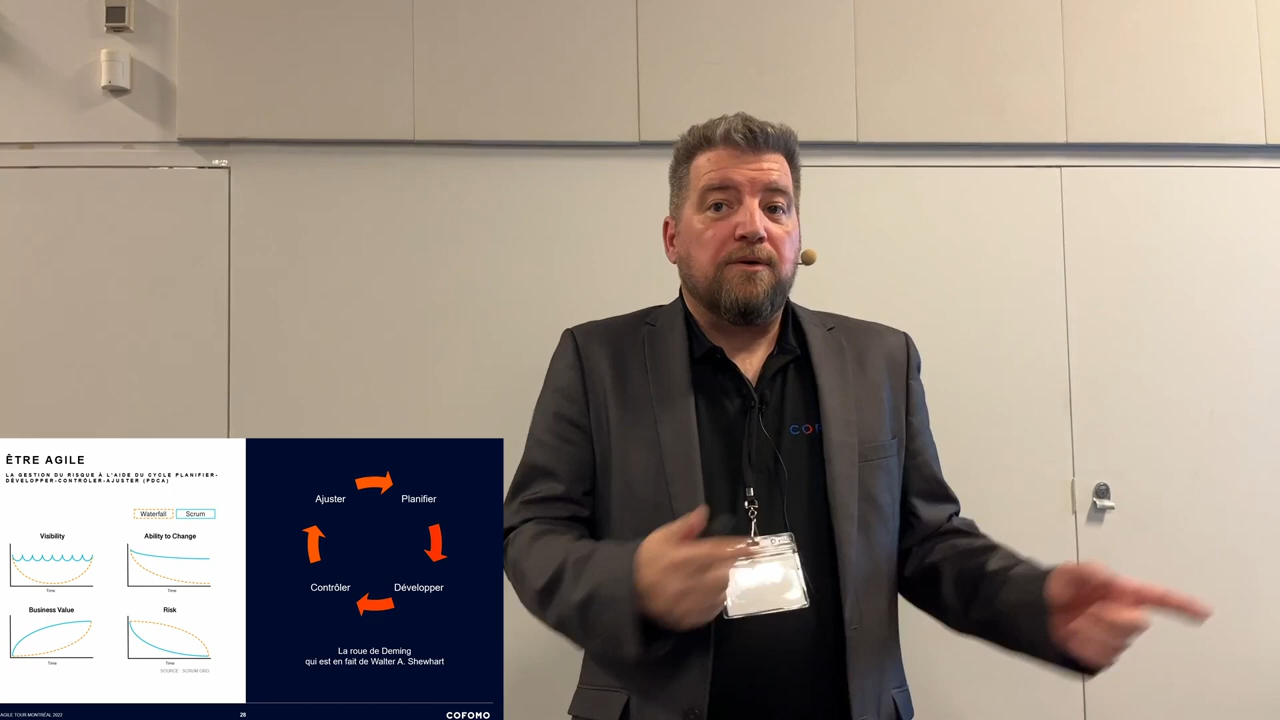 ÊTRE AGILE
LA GESTION DU RISQUE À L'AIDE DU CYCLE PLANIFIER-
DÉVELOPPER-CONTRÔLER-AJUSTER (PDCA)
Waterfall
Scrum
Visibility
Time
Ability to Change
Time
Business Value
Time
Risk
Time
SOURCE : SCRUM.ORG
AGILE TOUR MONTRÉAL 2022
28
Ajuster
Planifier
Contrôler
Développer
La roue de Deming
qui est en fait de Walter A. Shewhart
COFOMO
COF